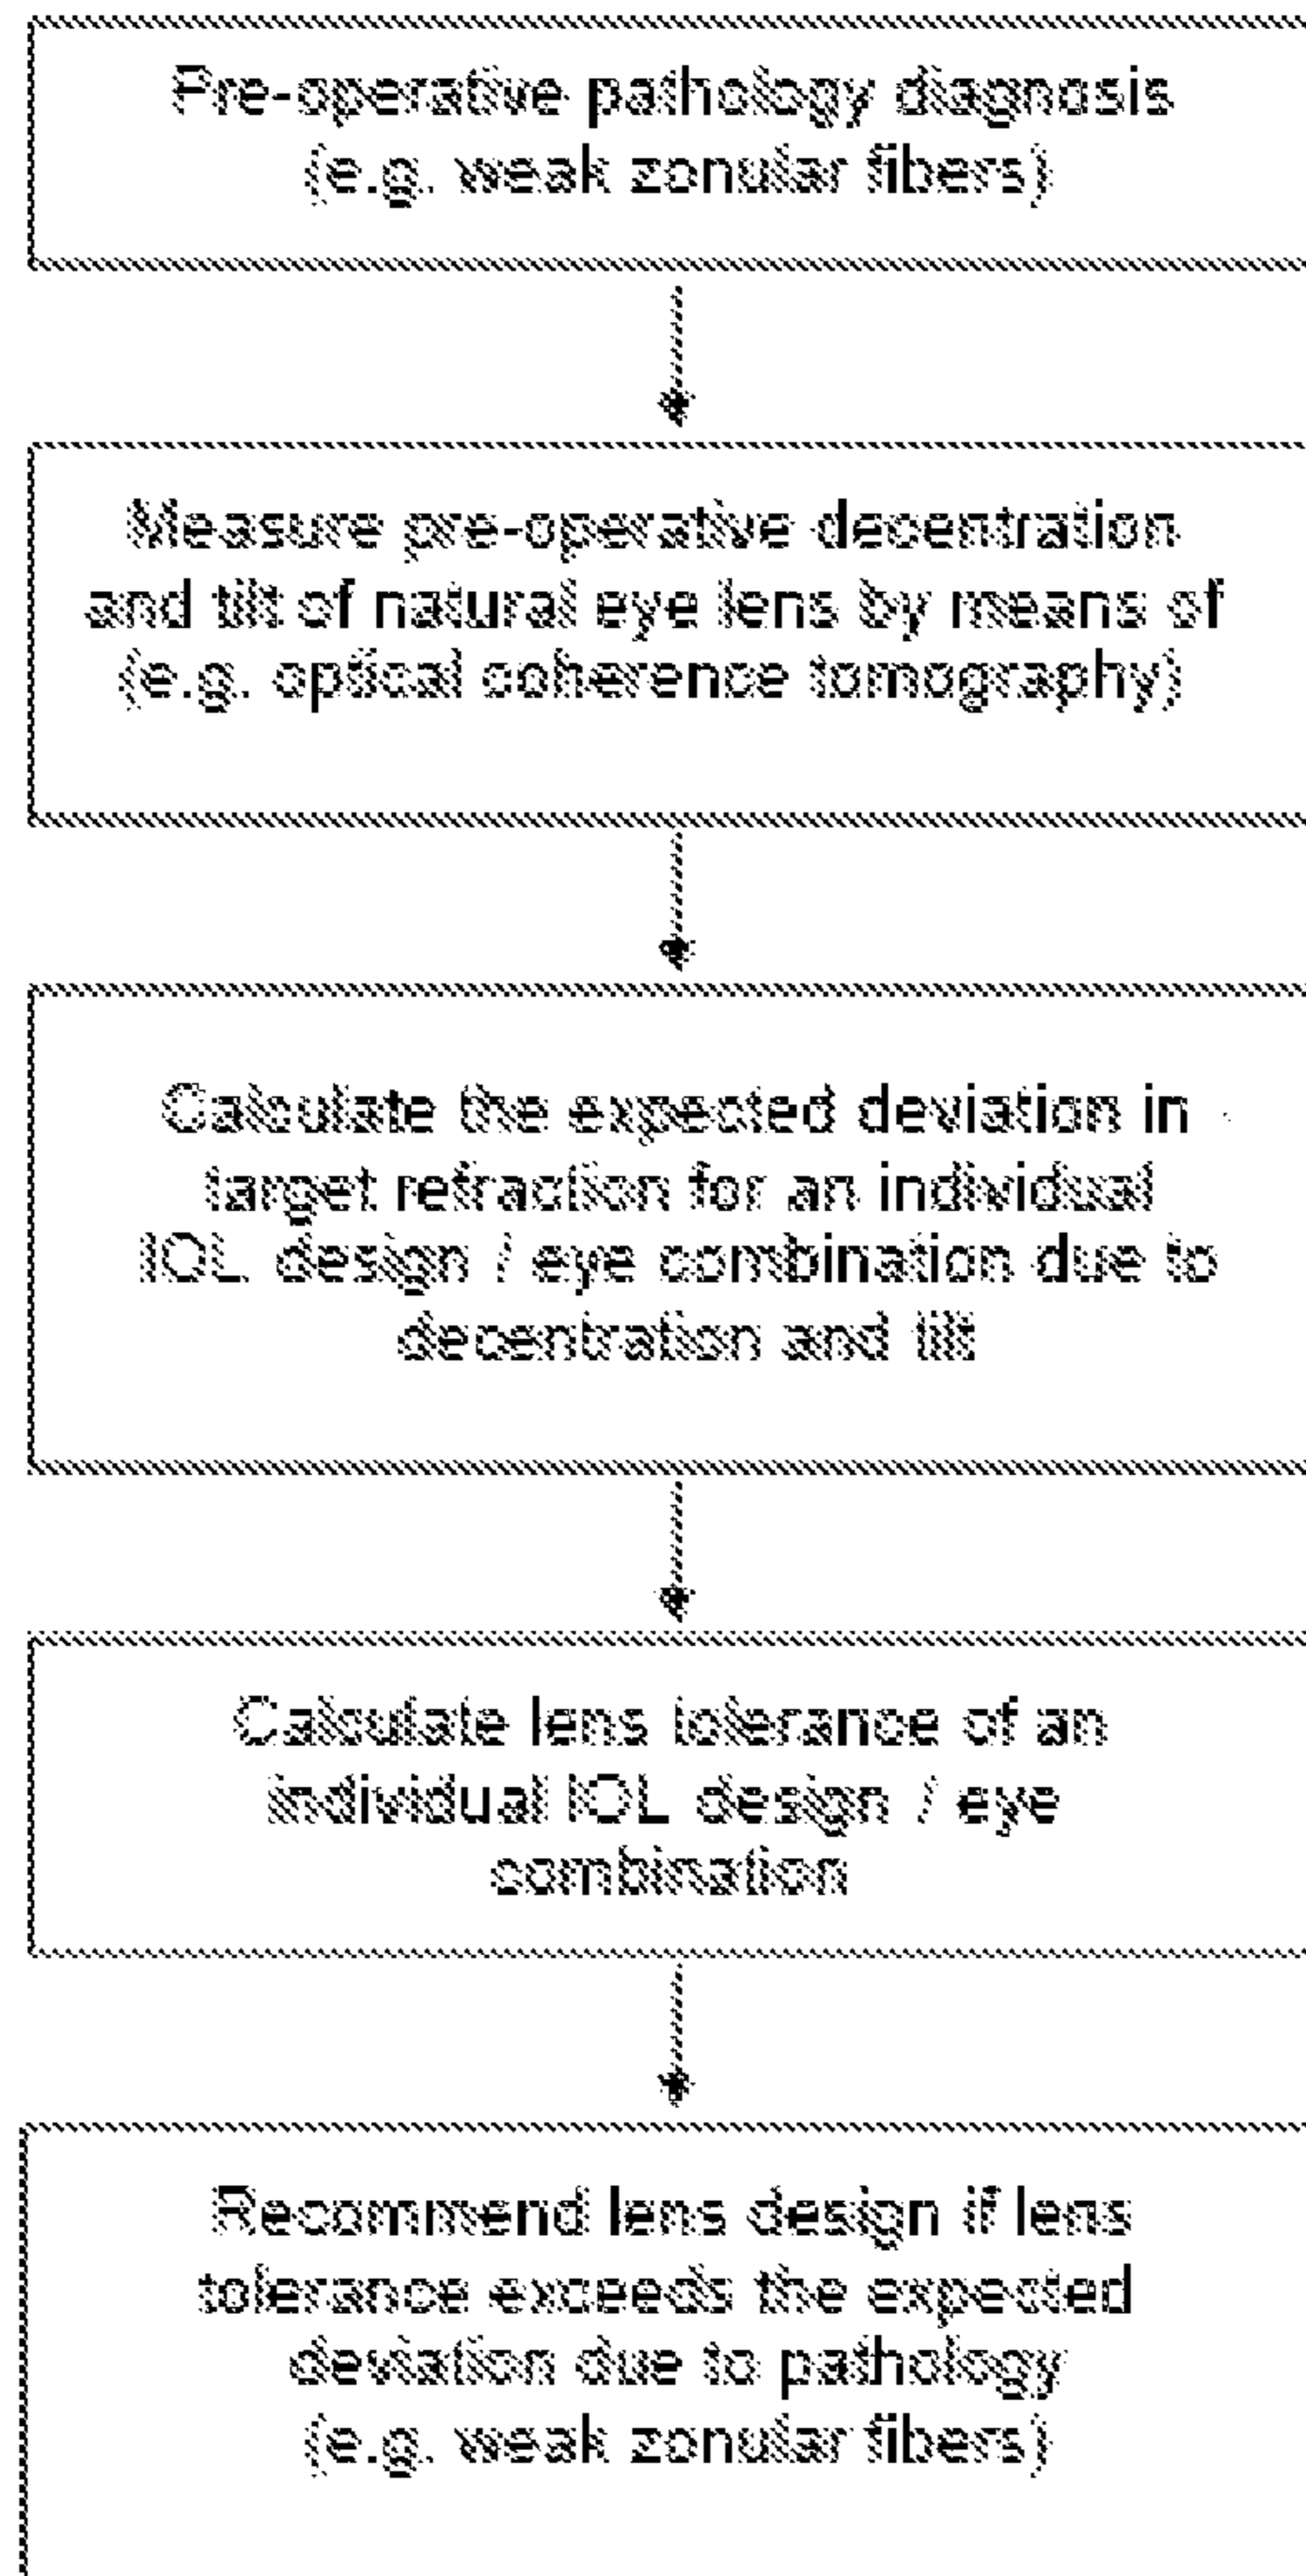 Pre-operative pathology diagnosis
(e.g. weak zonular fibers)
Measure pre-operative decentration
and tilt of natural eye lens by means of
(e.g. optical coherence tomography)
Calculate the expected deviation in
target refraction for an individual
IOL design / eye combination due to
decentration and tilt
Calculate lens tolerance of an
individual IOL design / eye
combination
Recommend lens design if lens
tolerance exceeds the expected
deviation due to pathology
(e.g. weak zonular fibers)